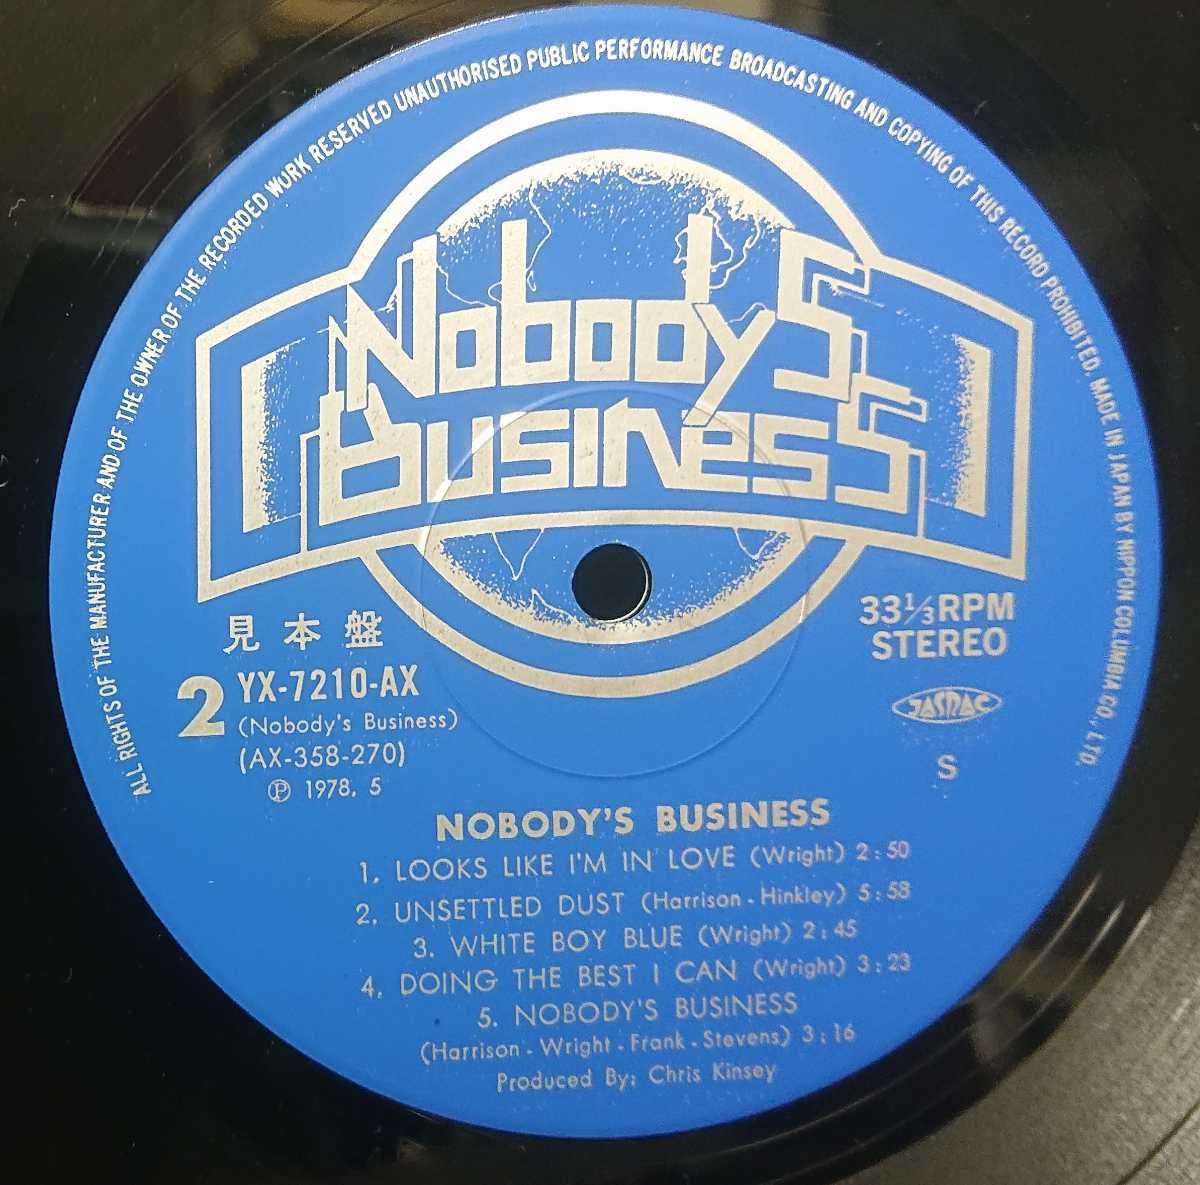 ALL RIGHTS OF THE MANUFACTURER AND OF THE OWNER OF THE RECORDED WORK RESERVED UNAUTHORISED PUBLIC PERFORMANCE BROADCASTING AND COPYING OF THIS RECORD PROHIBITED. MADE IN JAPAN BY NIPPON COLUMBIA CO., LTD.
Nobody's
Business
見本盤
33⅓RPM
STEREO
2 YX-7210-AX
(Nobody's Business)
(AX-358-270)
Ⓟ 1978. 5
JASRAC
S
NOBODY'S BUSINESS
1. LOOKS LIKE I'M IN LOVE (Wright) 2:50
2. UNSETTLED DUST (Harrison - Hinkley) 5:58
3. WHITE BOY BLUE (Wright) 2:45
4. DOING THE BEST I CAN (Wright) 3:23
5. NOBODY'S BUSINESS
(Harrison - Wright - Frank - Stevens) 3:16
Produced By: Chris Kinsey